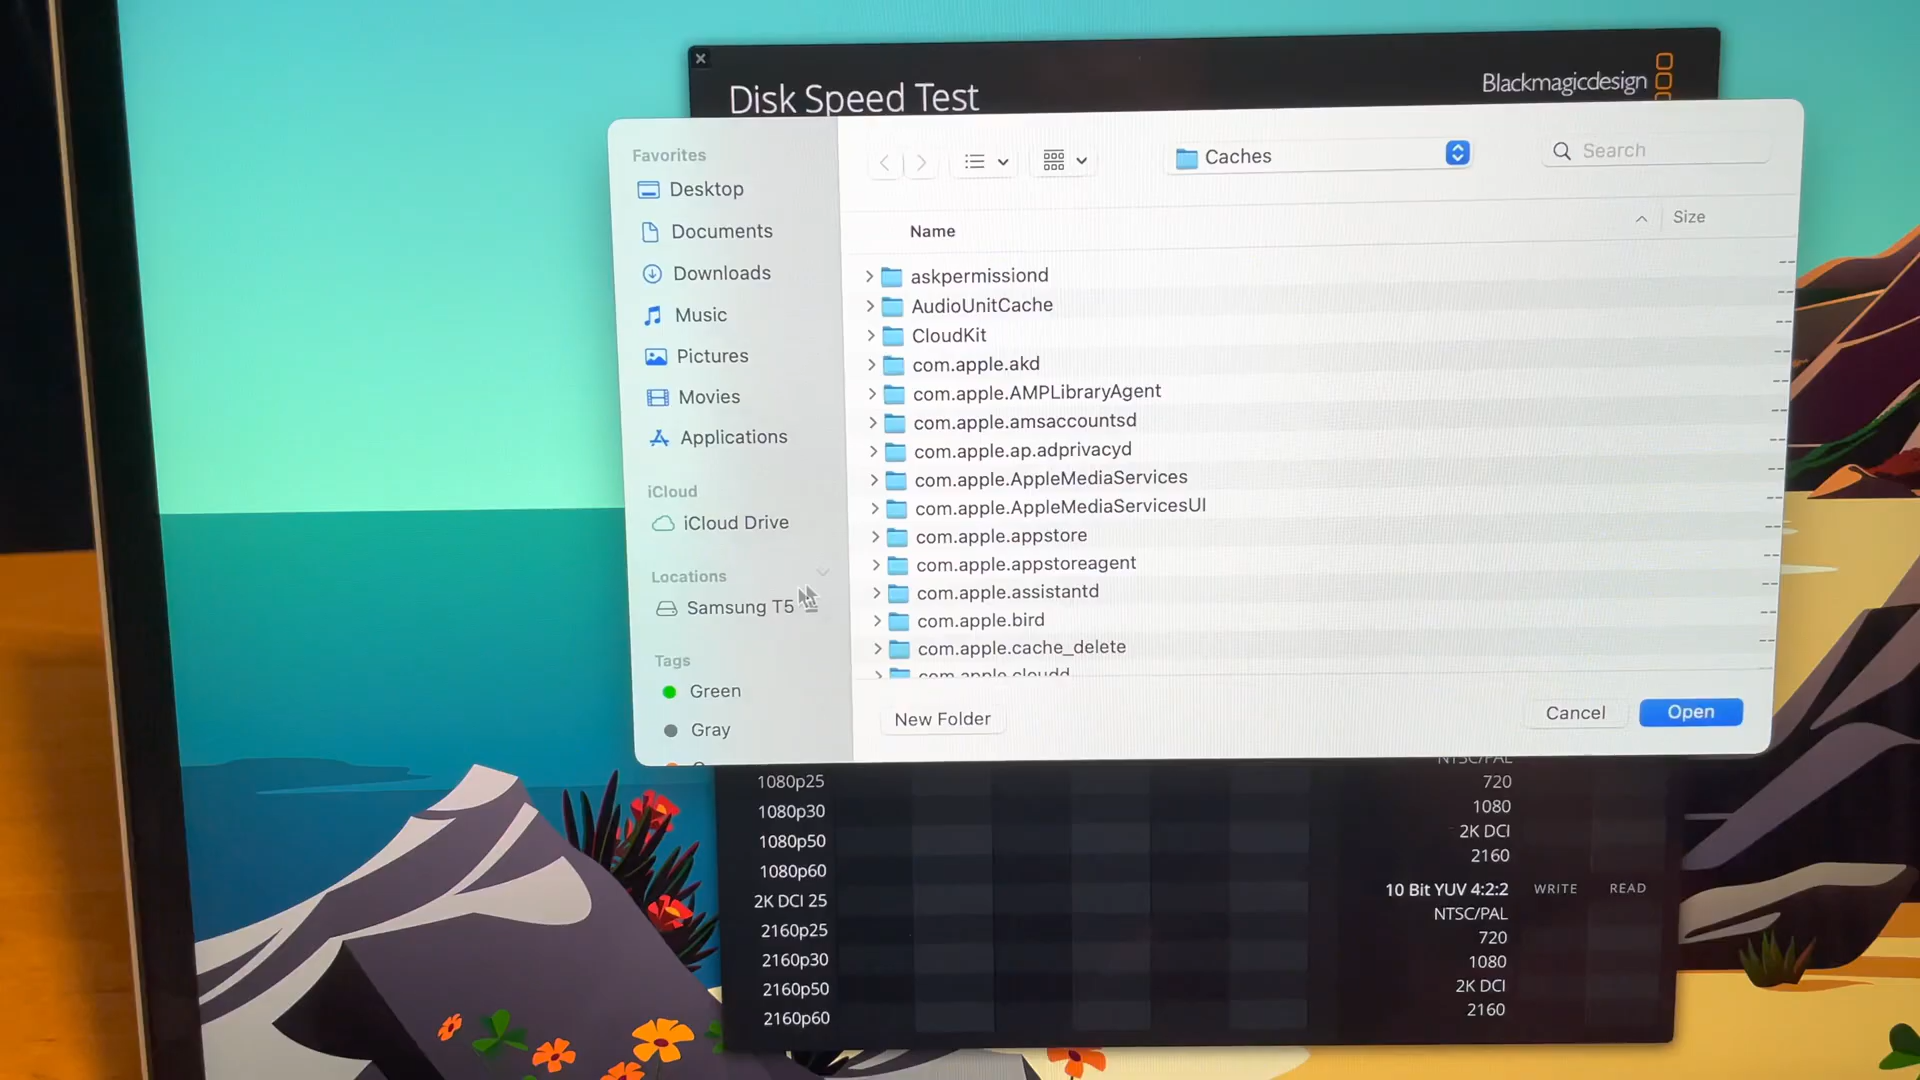 Disk Speed Test
Blackmagicdesign
Favorites
Desktop
Documents
Downloads
Music
Pictures
Movies
Applications
iCloud
iCloud Drive
Locations
Samsung T5
Tags
Green
Gray
Caches
Search
Name
Size
askpermissiond
AudioUnitCache
CloudKit
com.apple.akd
com.apple.AMPLibraryAgent
com.apple.amsaccountsd
com.apple.ap.adprivacyd
com.apple.AppleMediaServices
com.apple.AppleMediaServicesUI
com.apple.appstore
com.apple.appstoreagent
com.apple.assistantd
com.apple.bird
com.apple.cache_delete
com.apple.cloudd
New Folder
Cancel
Open
1080p25
1080p30
1080p50
1080p60
2K DCI 25
2160p25
2160p30
2160p50
2160p60
NTSC/PAL
720
1080
2K DCI
2160
10 Bit YUV 4:2:2 WRITE READ
NTSC/PAL
720
1080
2K DCI
2160